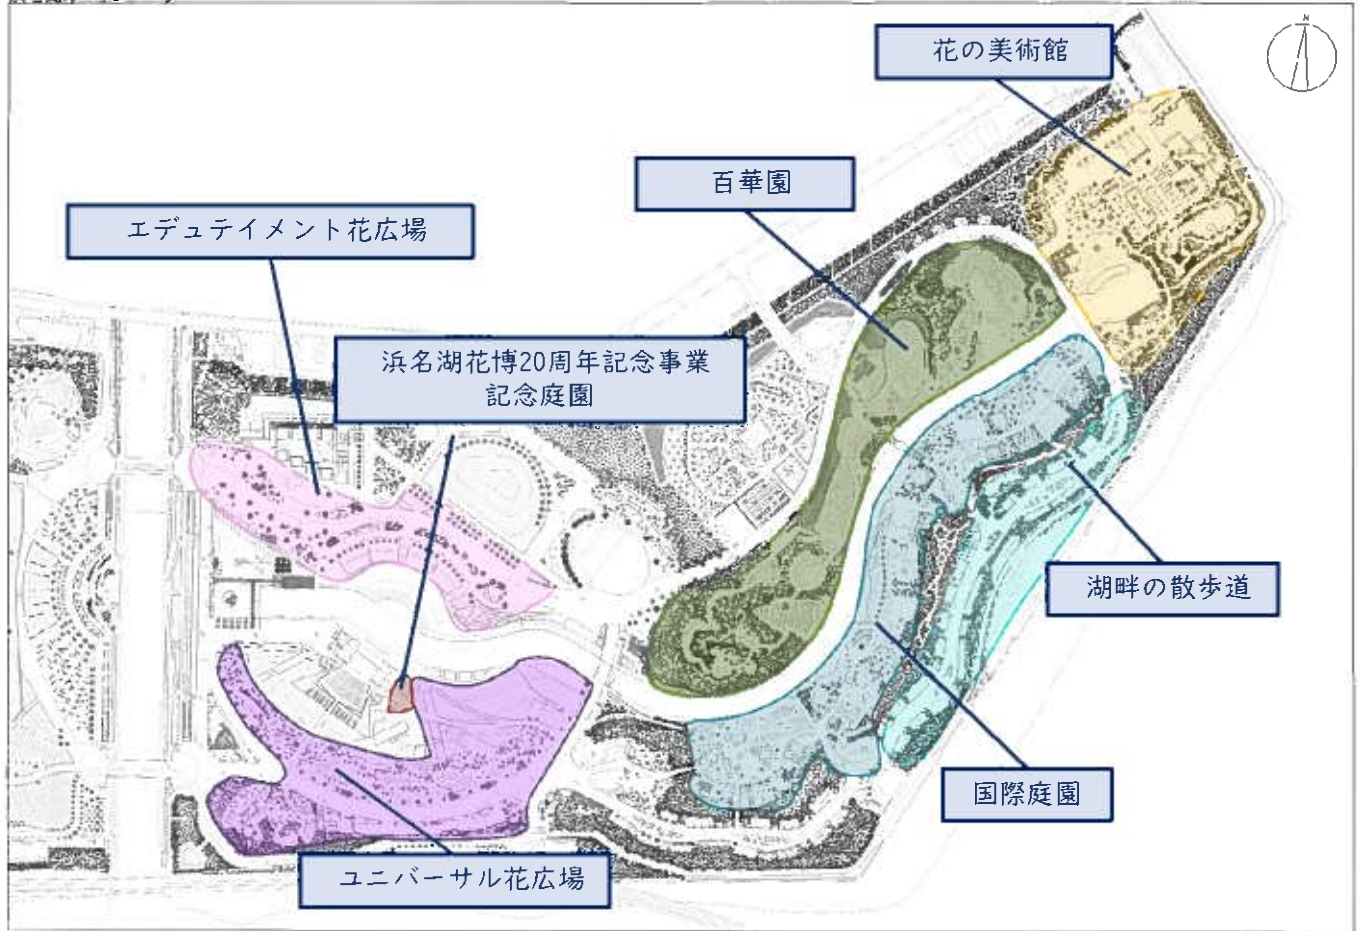 花の美術館
N
百華園
エデュテイメント花広場
浜名湖花博20周年記念事業
記念庭園
湖畔の散歩道
国際庭園
ユニバーサル花広場